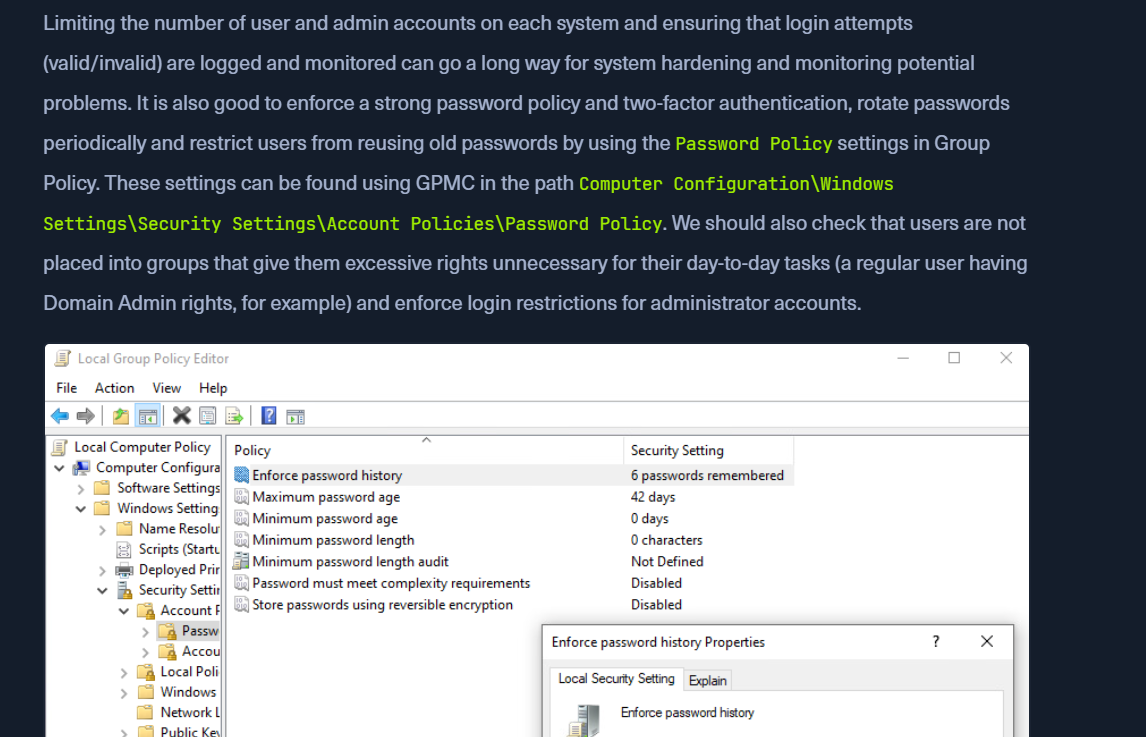 Limiting the number of user and admin accounts on each system and ensuring that login attempts
(valid/invalid) are logged and monitored can go a long way for system hardening and monitoring potential
problems. It is also good to enforce a strong password policy and two-factor authentication, rotate passwords
periodically and restrict users from reusing old passwords by using the Password Policy settings in Group
Policy. These settings can be found using GPMC in the path Computer Configuration\Windows
Settings\Security Settings\Account Policies\Password Policy. We should also check that users are not
placed into groups that give them excessive rights unnecessary for their day-to-day tasks (a regular user having
Domain Admin rights, for example) and enforce login restrictions for administrator accounts.
Local Group Policy Editor
File Action View Help
Local Computer Policy
Computer Configura
Software Settings
Windows Setting
Name Resolu
Scripts (Startu
Deployed Prin
Security Settin
Account P
Passw
Accou
Local Poli
Windows
Network L
Public Key
Policy Security Setting
Enforce password history 6 passwords remembered
Maximum password age 42 days
Minimum password age 0 days
Minimum password length 0 characters
Minimum password length audit Not Defined
Password must meet complexity requirements Disabled
Store passwords using reversible encryption Disabled
Enforce password history Properties ?
Local Security Setting Explain
Enforce password history